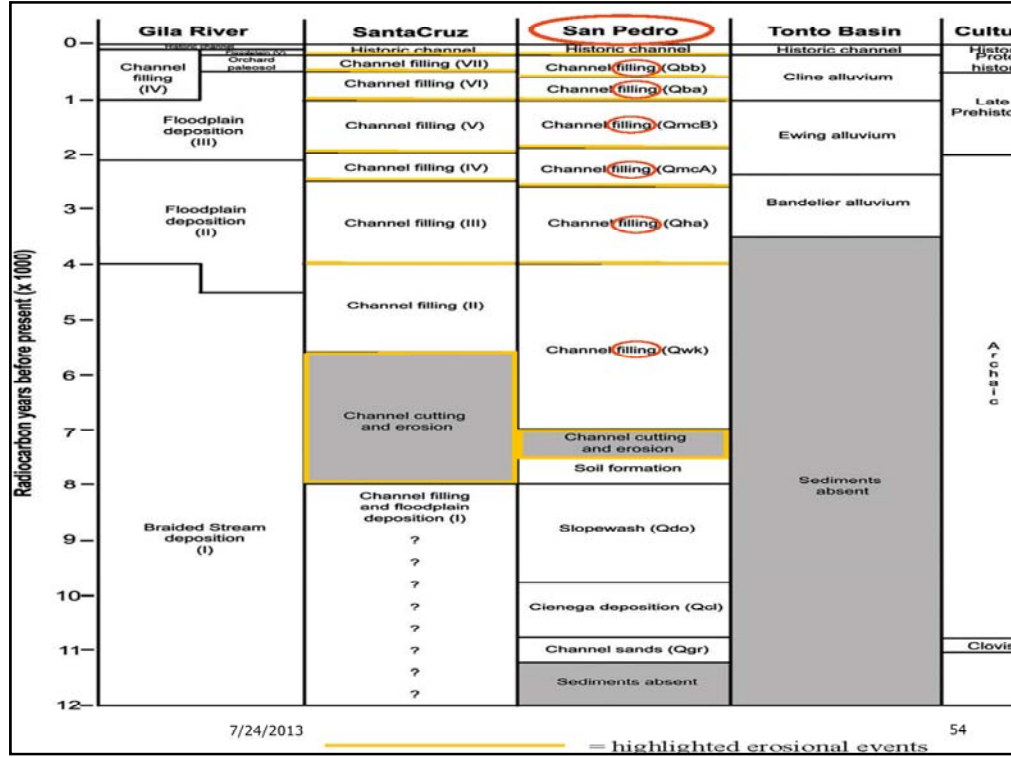 Gila River
SantaCruz
San Pedro
Tonto Basin
Cultu
0
1
2
3
4
5
6
7
8
9
10
11
12
Radiocarbon years before present (x 1000)
Historic channel
Floodplain (V)
Orchard
paleosol
Channel
filling
(IV)
Floodplain
deposition
(III)
Floodplain
deposition
(II)
Braided Stream
deposition
(I)
Historic channel
Channel filling (VII)
Channel filling (VI)
Channel filling (V)
Channel filling (IV)
Channel filling (III)
Channel filling (II)
Channel cutting
and erosion
Channel filling
and floodplain
deposition (I)
?
?
?
?
?
?
?
?
Historic channel
Channel filling (Qbb)
Channel filling (Qba)
Channel filling (QmcB)
Channel filling (QmcA)
Channel filling (Qha)
Channel filling (Qwk)
Channel cutting
and erosion
Soil formation
Slopewash (Qdo)
Cienega deposition (Qcl)
Channel sands (Qgr)
Sediments absent
Historic channel
Cline alluvium
Ewing alluvium
Bandelier alluvium
Sediments
absent
Histo
Proto
histo
Late
Prehisto
Archaic
Clovis
7/24/2013
54
= highlighted erosional events